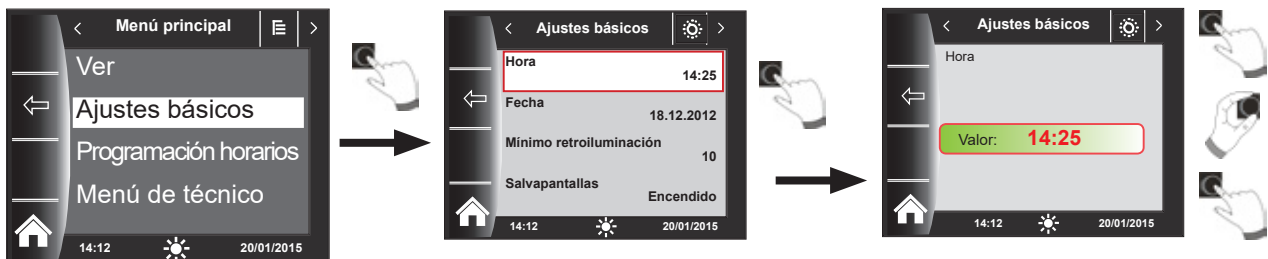 Menú principal
Ver
Ajustes básicos
Programación horarios
Menú de técnico
14:12 20/01/2015
Ajustes básicos
Hora
14:25
Fecha
18.12.2012
Mínimo retroiluminación
10
Salvapantallas
Encendido
14:12 20/01/2015
Ajustes básicos
Hora
Valor: 14:25
14:12 20/01/2015